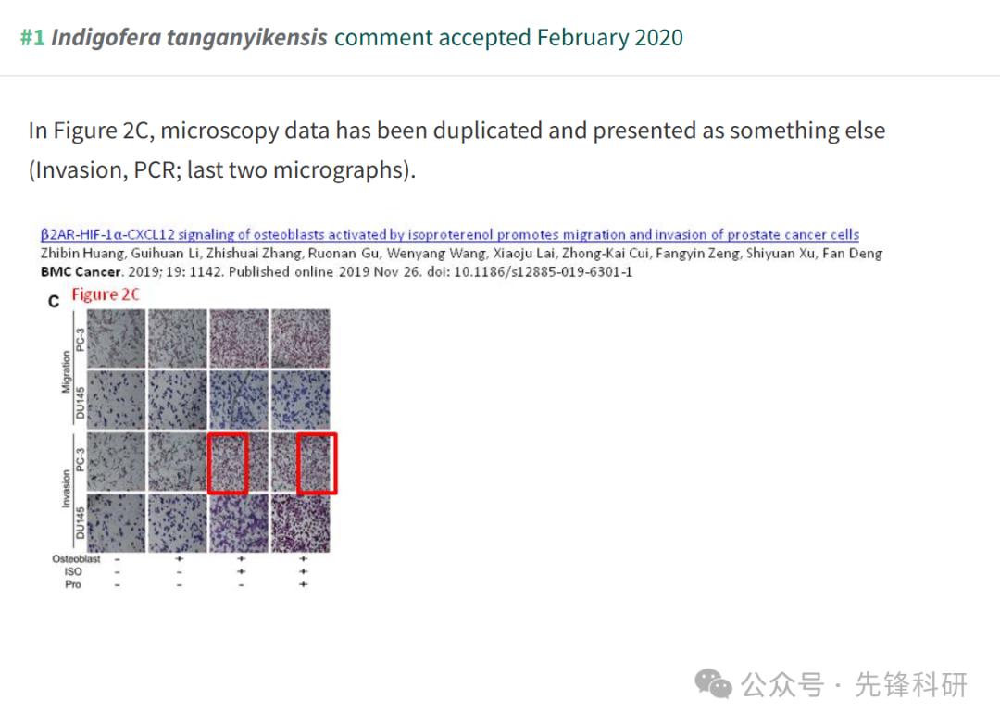 #1 Indigofera tanganyikensis comment accepted February 2020
In Figure 2C, microscopy data has been duplicated and presented as something else
(Invasion, PCR; last two micrographs).
β2AR-HIF-1α-CXCL12 signaling of osteoblasts activated by isoproterenol promotes migration and invasion of prostate cancer cells
Zhibin Huang, Guihuan Li, Zhishuai Zhang, Ruonan Gu, Wenyang Wang, Xiaoju Lai, Zhong-Kai Cui, Fangyin Zeng, Shiyuan Xu, Fan Deng
BMC Cancer. 2019; 19: 1142. Published online 2019 Nov 26. doi: 10.1186/s12885-019-6301-1
C Figure 2C
Migration
PC-3
DU145
Invasion
PC-3
DU145
Osteoblast - + + +
ISO - - + +
Pro - - - +
公众号 · 先锋科研